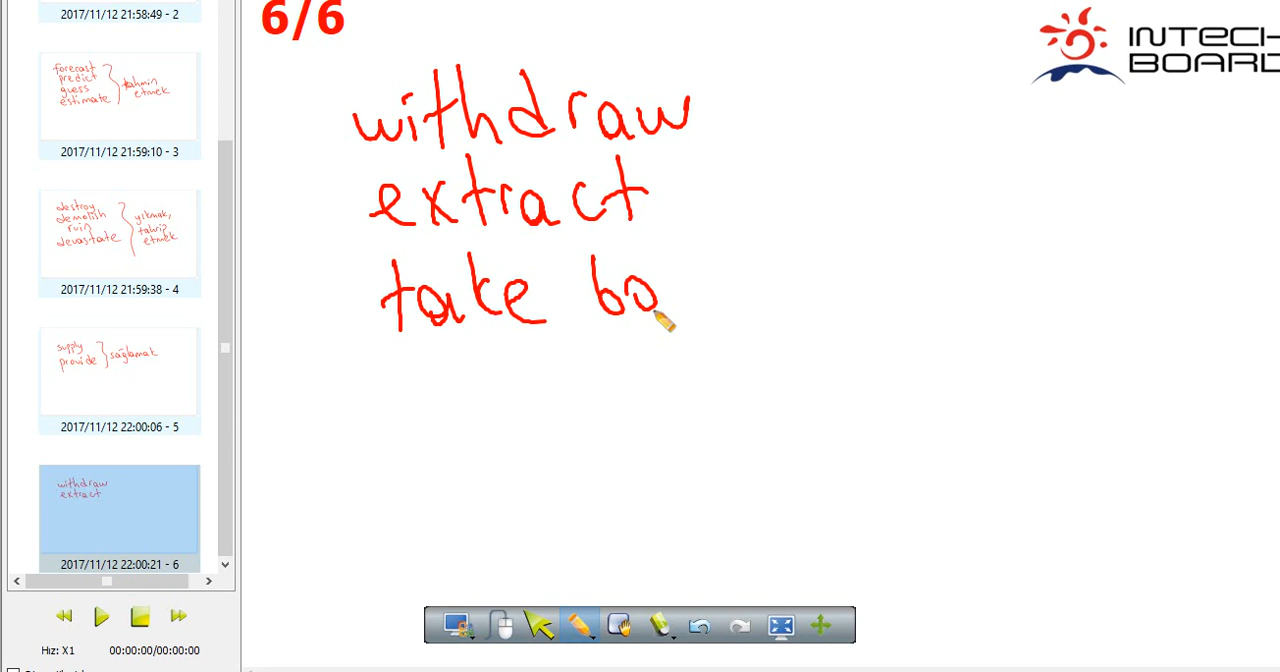 2017/11/12 21:58:49 - 2
forecast
predict
guess
estimate
tahmin
etmek
2017/11/12 21:59:10 - 3
destroy
demolish
ruin
devastate
yıkmak,
tahrip
etmek
2017/11/12 21:59:38 - 4
supply
provide
sağlamak
2017/11/12 22:00:06 - 5
withdraw
extract
2017/11/12 22:00:21 - 6
Hız: X1
00:00:00/00:00:00
6/6
INTECH
BOARD
withdraw
extract
take ba